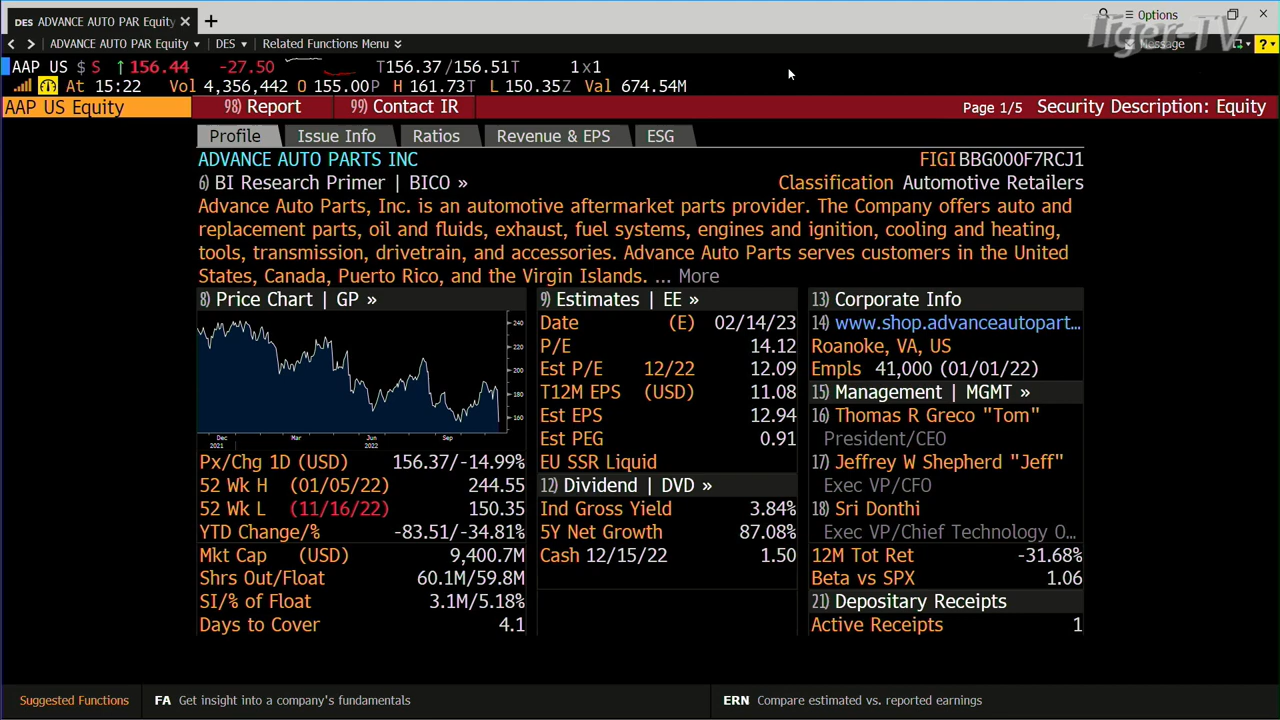 DES ADVANCE AUTO PAR Equity × +
Options
Tiger-TV
< > ADVANCE AUTO PAR Equity DES Related Functions Menu
Message ?
AAP US $ S ↑ 156.44 -27.50 T156.37/156.51T 1x1
At 15:22 Vol 4,356,442 O 155.00P H 161.73T L 150.35Z Val 674.54M
AAP US Equity 98) Report 99) Contact IR Page 1/5 Security Description: Equity
Profile Issue Info Ratios Revenue & EPS ESG
ADVANCE AUTO PARTS INC FIGI BBG000F7RCJ1
6) BI Research Primer | BICO » Classification Automotive Retailers
Advance Auto Parts, Inc. is an automotive aftermarket parts provider. The Company offers auto and
replacement parts, oil and fluids, exhaust, fuel systems, engines and ignition, cooling and heating,
tools, transmission, drivetrain, and accessories. Advance Auto Parts serves customers in the United
States, Canada, Puerto Rico, and the Virgin Islands. ... More
8) Price Chart | GP »
240
220
200
180
160
Dec Mar Jun Sep
2021 2022
Px/Chg 1D (USD) 156.37/-14.99%
52 Wk H (01/05/22) 244.55
52 Wk L (11/16/22) 150.35
YTD Change/% -83.51/-34.81%
Mkt Cap (USD) 9,400.7M
Shrs Out/Float 60.1M/59.8M
SI/% of Float 3.1M/5.18%
Days to Cover 4.1
9) Estimates | EE »
Date (E) 02/14/23
P/E 14.12
Est P/E 12/22 12.09
T12M EPS (USD) 11.08
Est EPS 12.94
Est PEG 0.91
EU SSR Liquid
12) Dividend | DVD »
Ind Gross Yield 3.84%
5Y Net Growth 87.08%
Cash 12/15/22 1.50
13) Corporate Info
14) www.shop.advanceautopart...
Roanoke, VA, US
Empls 41,000 (01/01/22)
15) Management | MGMT »
16) Thomas R Greco "Tom"
President/CEO
17) Jeffrey W Shepherd "Jeff"
Exec VP/CFO
18) Sri Donthi
Exec VP/Chief Technology O...
12M Tot Ret -31.68%
Beta vs SPX 1.06
21) Depositary Receipts
Active Receipts 1
Suggested Functions FA Get insight into a company's fundamentals ERN Compare estimated vs. reported earnings